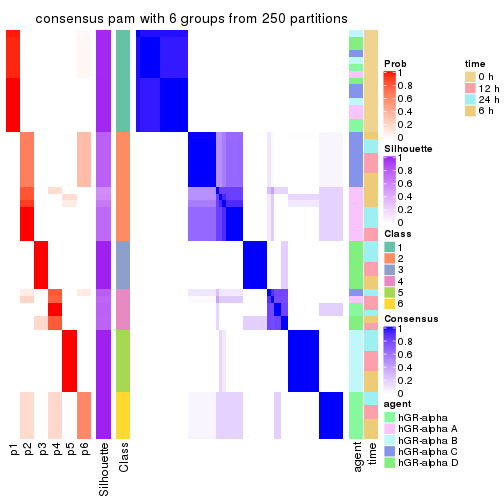 consensus pam with 6 groups from 250 partitions
Prob
1
0.8
0.6
0.4
0.2
0
time
0 h
12 h
24 h
6 h
Silhouette
1
0.8
0.6
0.4
0.2
0
Class
1
2
3
4
5
6
Consensus
1
0.8
0.6
0.4
0.2
0
agent
hGR-alpha
hGR-alpha A
hGR-alpha B
hGR-alpha C
hGR-alpha D
p1
p2
p3
p4
p5
p6
Silhouette
Class
agent
time